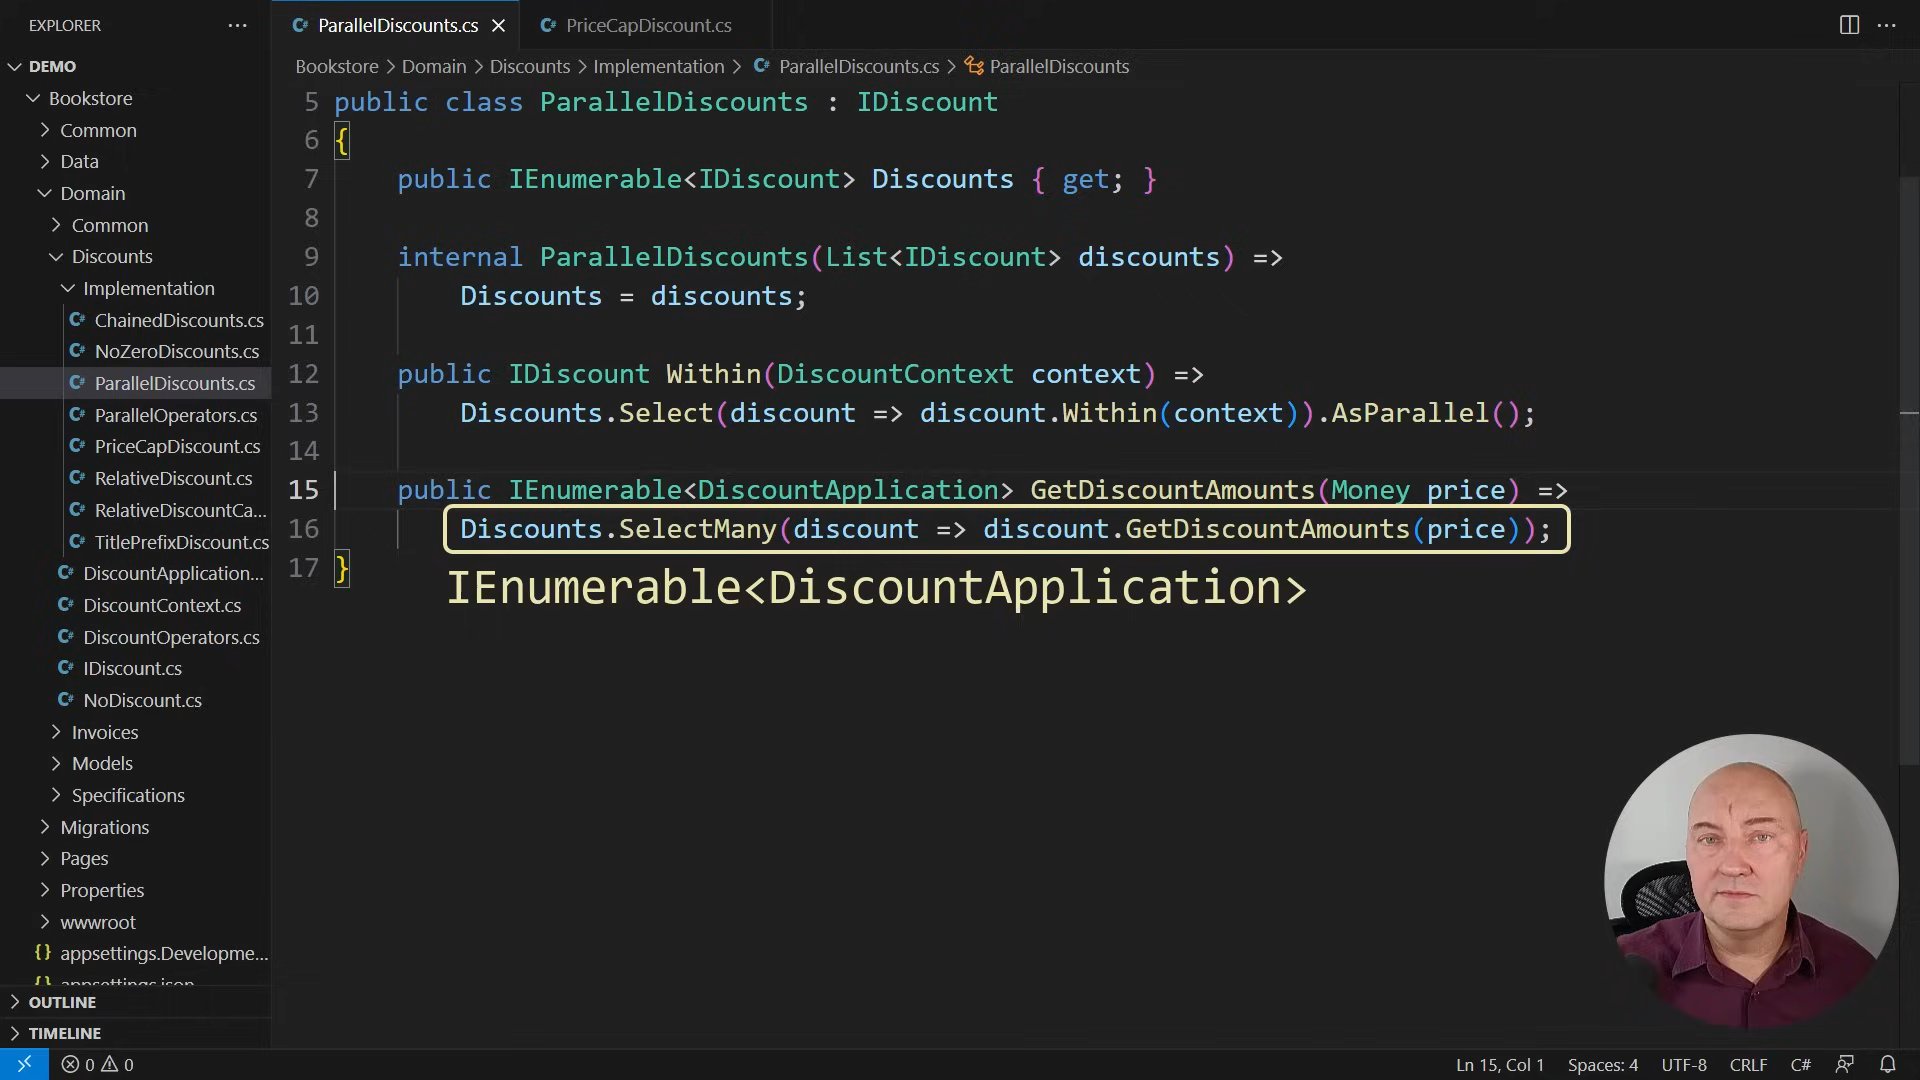 EXPLORER
DEMO
Bookstore
Common
Data
Domain
Common
Discounts
Implementation
ChainedDiscounts.cs
NoZeroDiscounts.cs
ParallelDiscounts.cs
ParallelOperators.cs
PriceCapDiscount.cs
RelativeDiscount.cs
RelativeDiscountCa...
TitlePrefixDiscount.cs
DiscountApplication...
DiscountContext.cs
DiscountOperators.cs
IDiscount.cs
NoDiscount.cs
Invoices
Models
Specifications
Migrations
Pages
Properties
wwwroot
{} appsettings.Developme...
{} appsettings.json
OUTLINE
TIMELINE
ParallelDiscounts.cs
PriceCapDiscount.cs
Bookstore > Domain > Discounts > Implementation > ParallelDiscounts.cs > ParallelDiscounts
5 public class ParallelDiscounts : IDiscount
6 {
7 public IEnumerable<IDiscount> Discounts { get; }
8
9 internal ParallelDiscounts(List<IDiscount> discounts) =>
10 Discounts = discounts;
11
12 public IDiscount Within(DiscountContext context) =>
13 Discounts.Select(discount => discount.Within(context)).AsParallel();
14
15 public IEnumerable<DiscountApplication> GetDiscountAmounts(Money price) =>
16 Discounts.SelectMany(discount => discount.GetDiscountAmounts(price));
17 }
IEnumerable<DiscountApplication>
0 0
Ln 15, Col 1
Spaces: 4
UTF-8
CRLF
C#